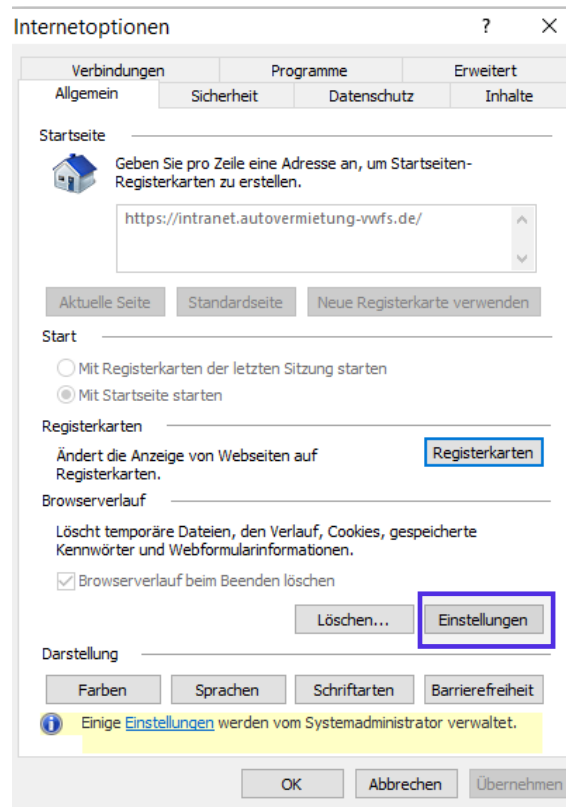 Internetoptionen ? ×
Verbindungen Programme Erweitert
Allgemein Sicherheit Datenschutz Inhalte
Startseite
Geben Sie pro Zeile eine Adresse an, um Startseiten-
Registerkarten zu erstellen.
https://intranet.autovermietung-vwfs.de/
Aktuelle Seite Standardseite Neue Registerkarte verwenden
Start
Mit Registerkarten der letzten Sitzung starten
Mit Startseite starten
Registerkarten
Ändert die Anzeige von Webseiten auf
Registerkarten.
Registerkarten
Browserverlauf
Löscht temporäre Dateien, den Verlauf, Cookies, gespeicherte
Kennwörter und Webformularinformationen.
Browserverlauf beim Beenden löschen
Löschen... Einstellungen
Darstellung
Farben Sprachen Schriftarten Barrierefreiheit
Einige Einstellungen werden vom Systemadministrator verwaltet.
OK Abbrechen Übernehmen